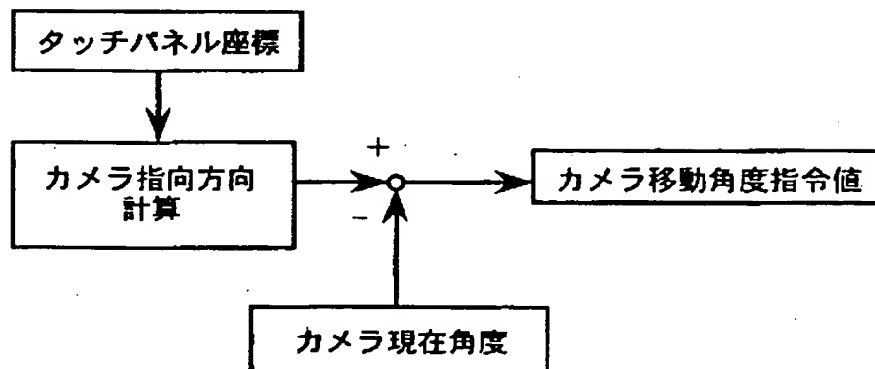 タッチパネル座標
カメラ指向方向
計算
+
-
カメラ移動角度指令値
カメラ現在角度